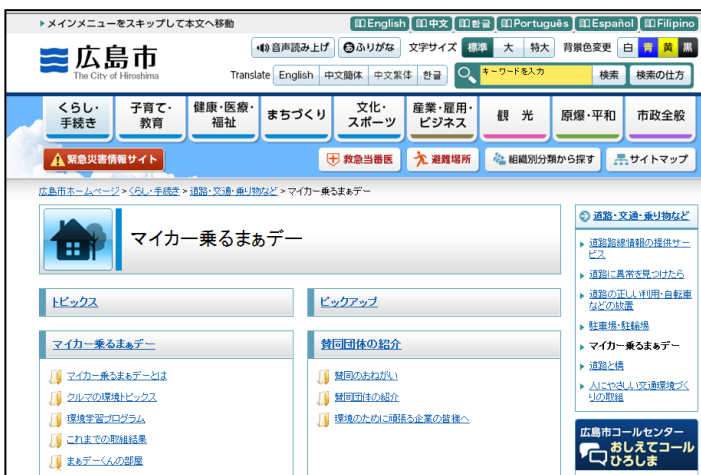 メインメニューをスキップして本文へ移動
English 中文 한글 Português Español Filipino
広島市
The City of Hiroshima
音声読み上げ ふりがな 文字サイズ 標準 大 特大 背景色変更 白 青 黄 黒
Translate English 中文簡体 中文繁体 한글 キーワードを入力 検索 検索の仕方
くらし・手続き
子育て・教育
健康・医療・福祉
まちづくり
文化・スポーツ
産業・雇用・ビジネス
観光
原爆・平和
市政全般
緊急災害情報サイト
救急当番医 避難場所 組織別分類から探す サイトマップ
広島市ホームページ > くらし・手続き > 道路・交通・乗り物など > マイカー乗るまぁデー
マイカー乗るまぁデー
トピックス
ピックアップ
マイカー乗るまぁデー
マイカー乗るまぁデーとは
クルマの環境トピックス
環境学習プログラム
これまでの取組結果
まぁデーくんの部屋
賛同団体の紹介
賛同のおねがい
賛同団体の紹介
環境のために頑張る企業の皆様へ
道路・交通・乗り物など
道路路線情報の提供サー
ビス
道路に異常を見つけたら
道路の正しい利用・自転車
などの放置
駐車場・駐輪場
マイカー乗るまぁデー
道路と橋
人にやさしい交通環境づく
りの取組
広島市コールセンター
おしえてコール
ひろしま